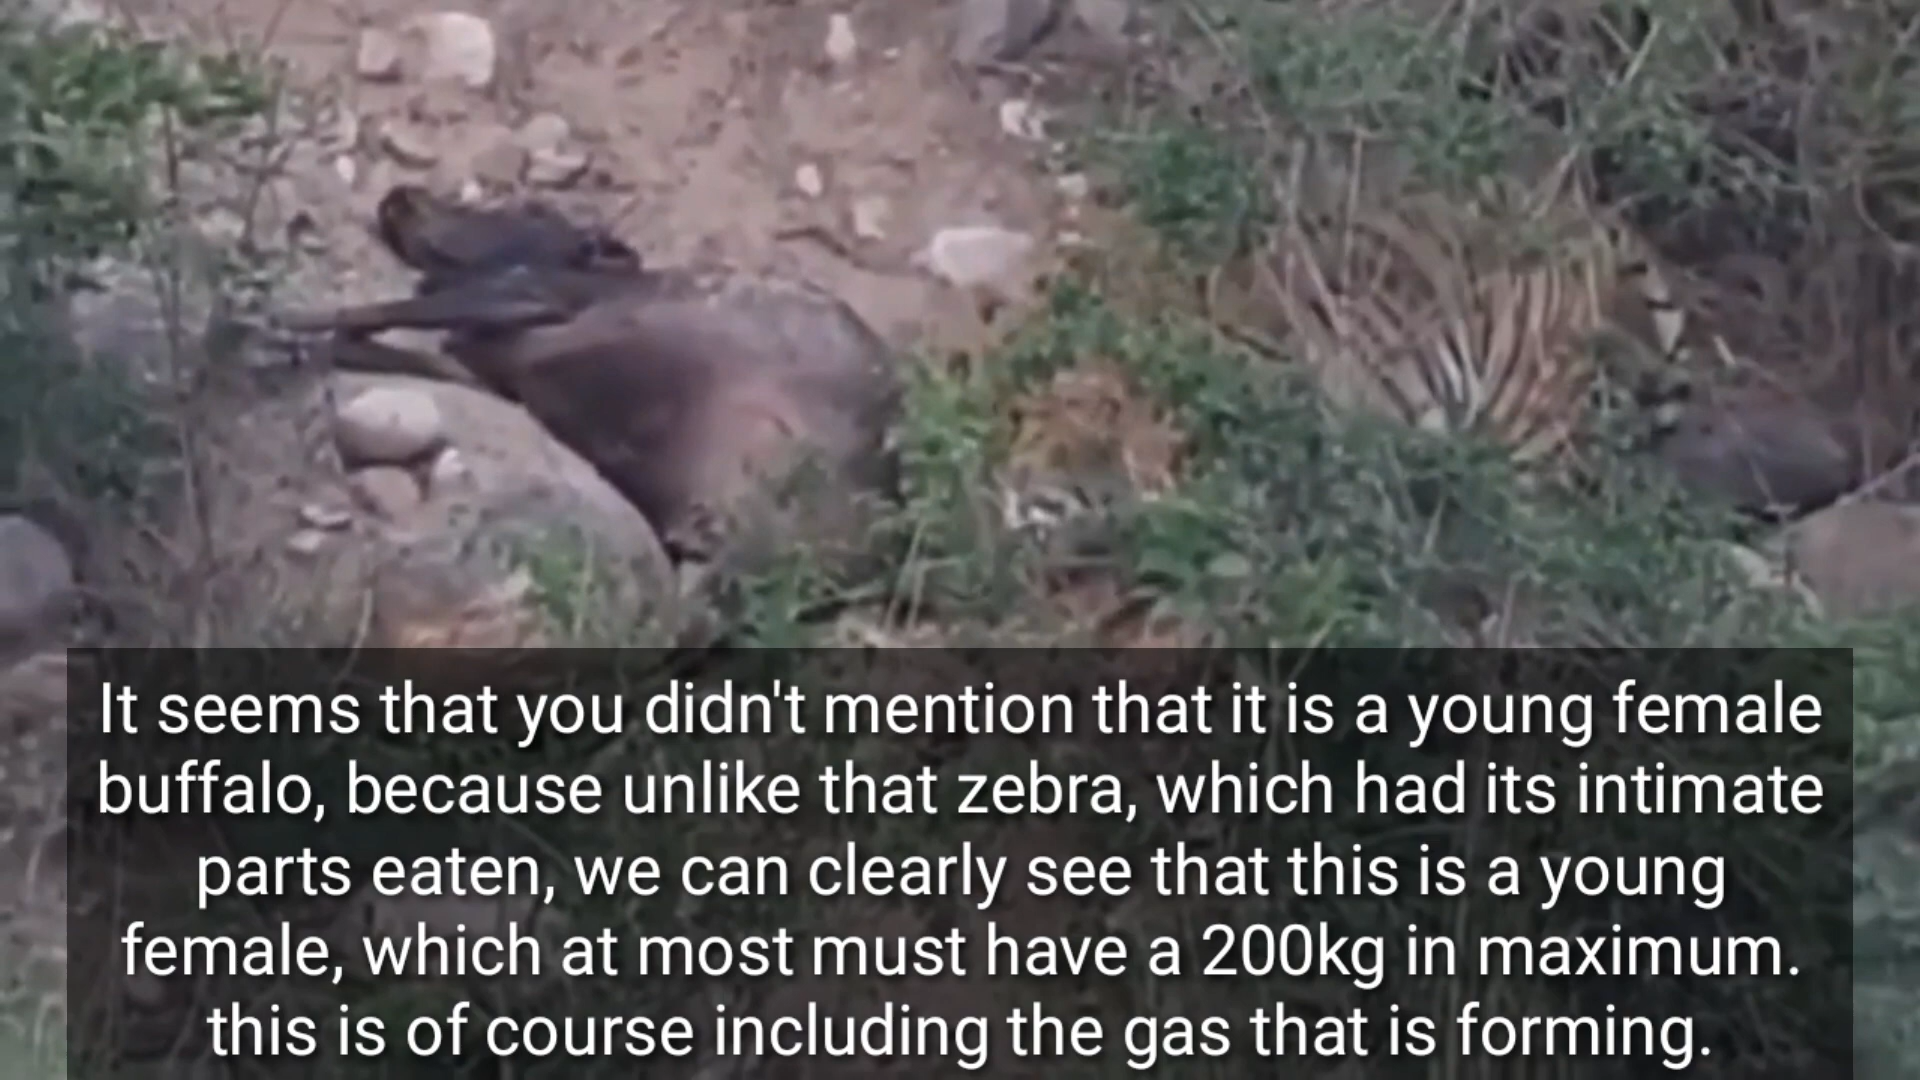 It seems that you didn't mention that it is a young female
buffalo, because unlike that zebra, which had its intimate
parts eaten, we can clearly see that this is a young
female, which at most must have a 200kg in maximum.
this is of course including the gas that is forming.